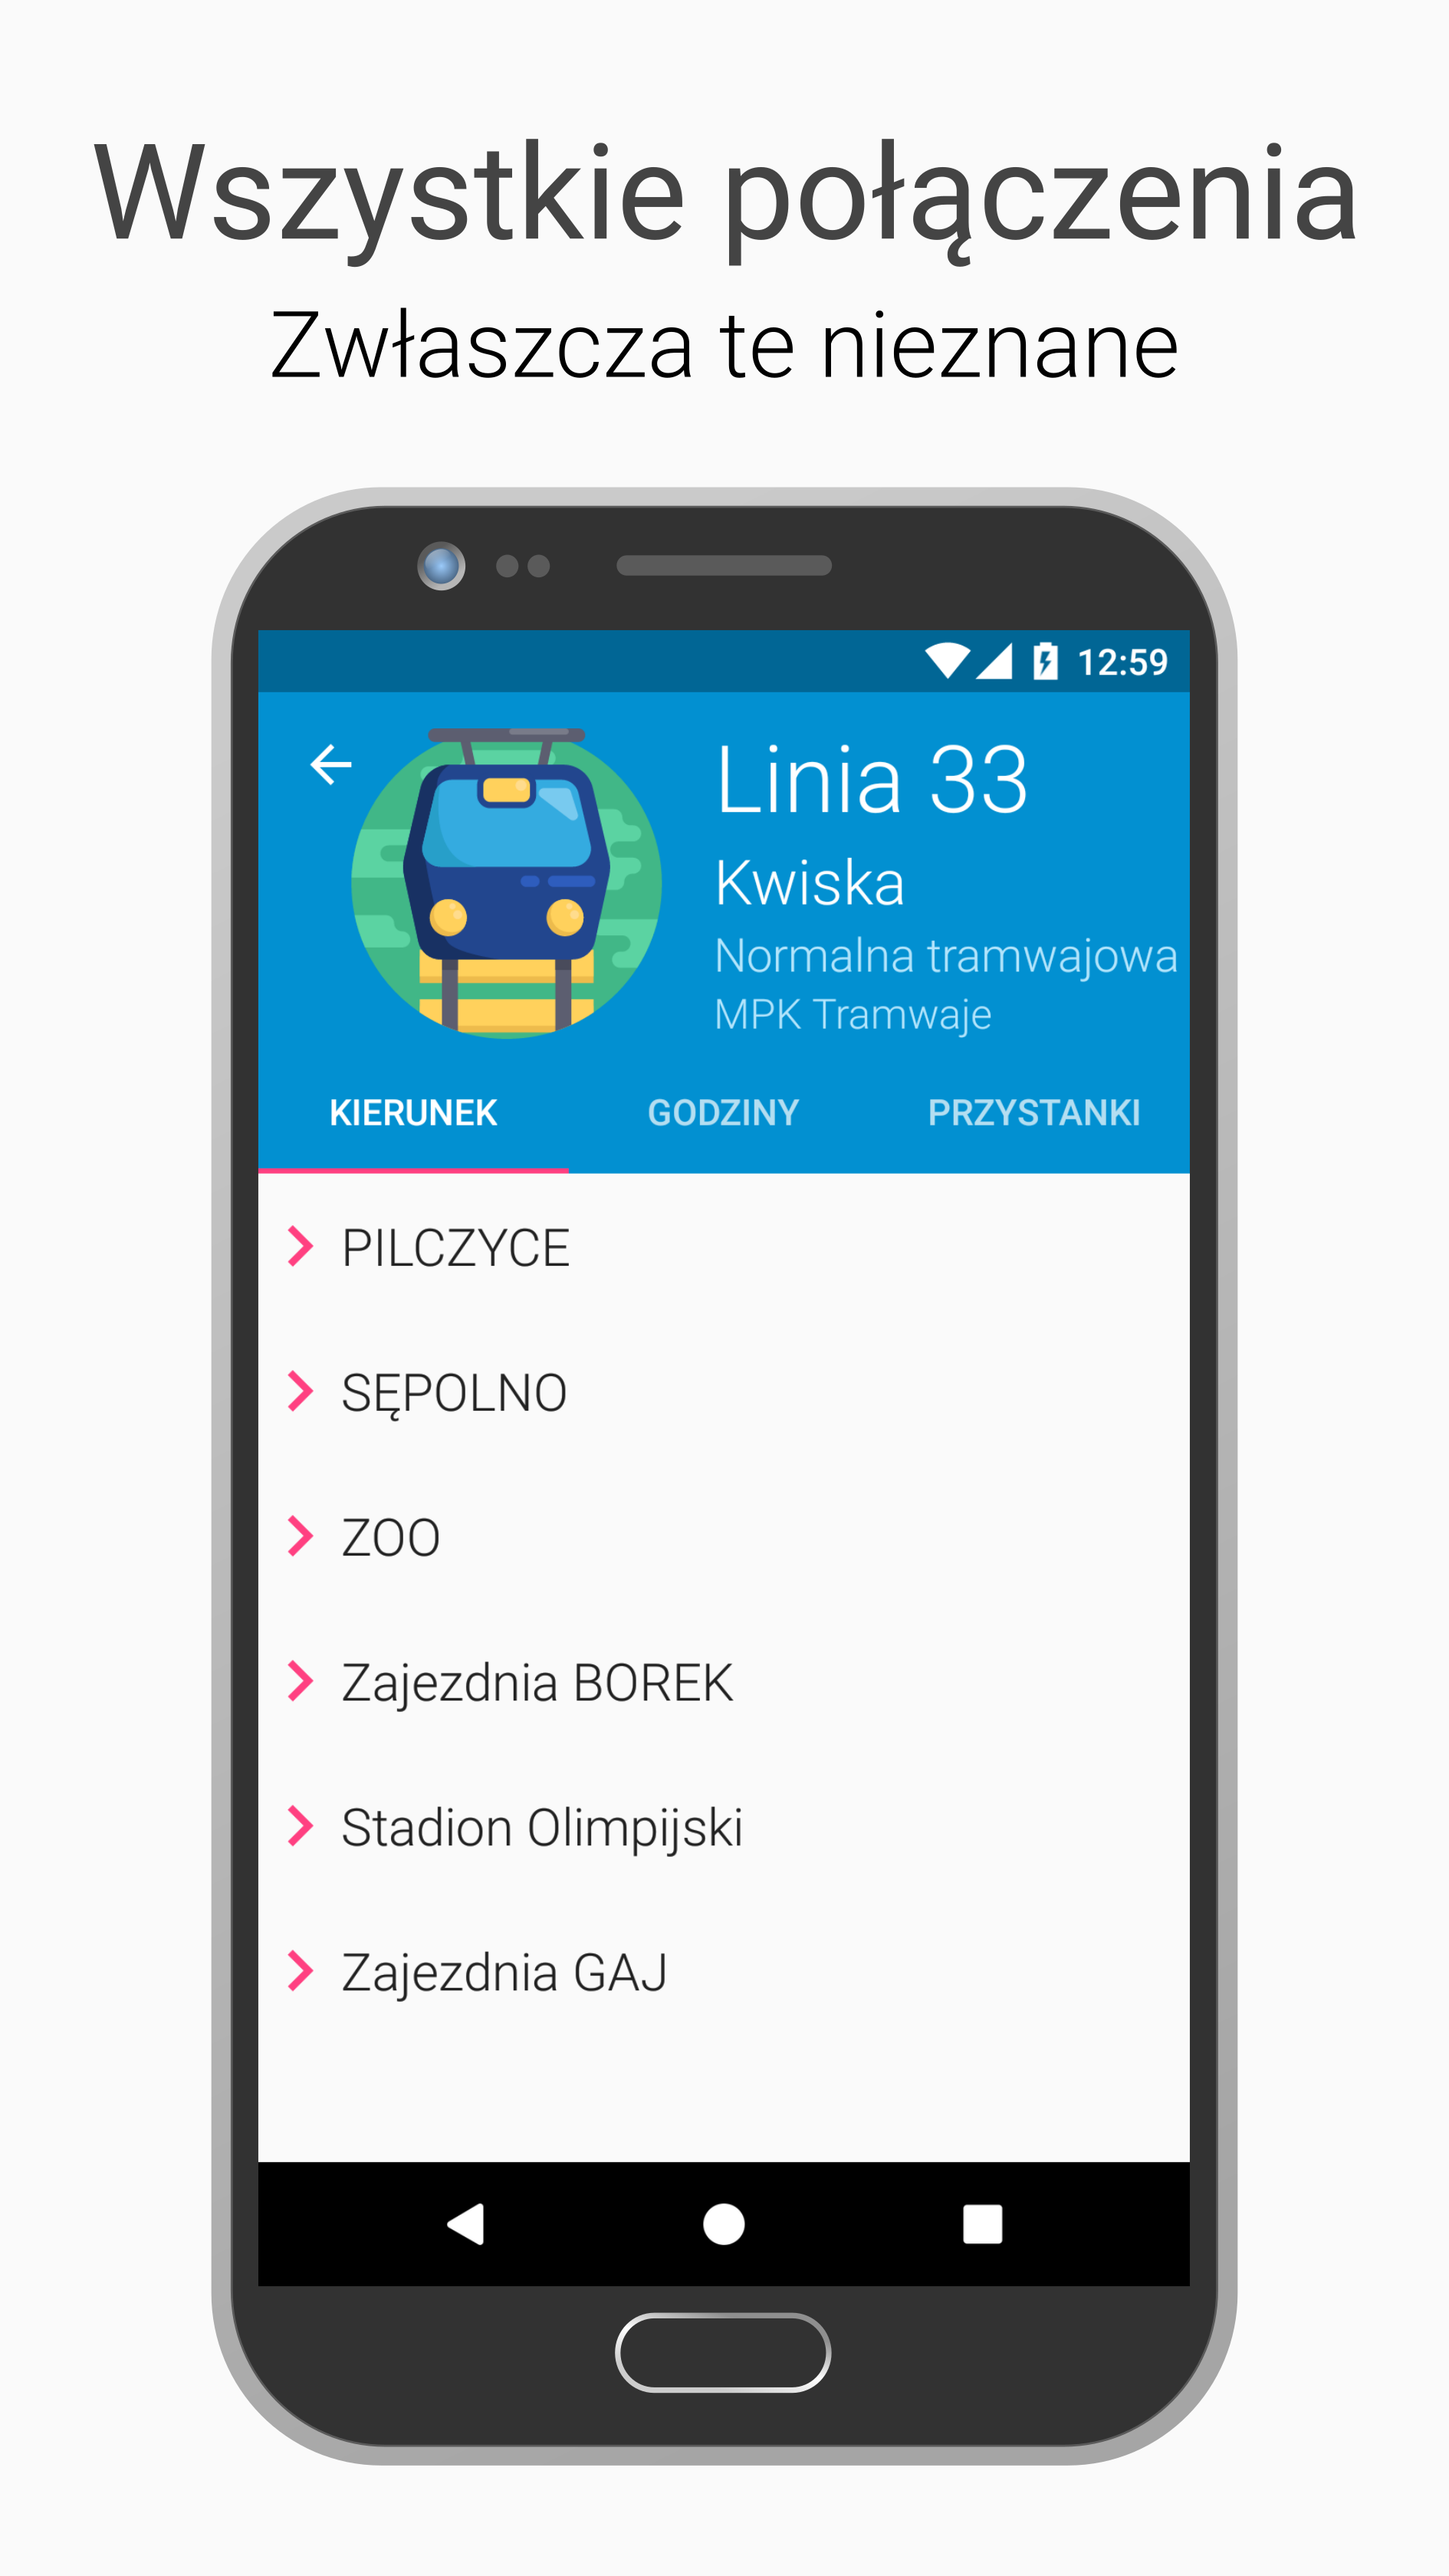 Wszystkie połączenia
Zwłaszcza te nieznane
12:59
Linia 33
Kwiska
Normalna tramwajowa
MPK Tramwaje
KIERUNEK GODZINY PRZYSTANKI
PILCZYCE
SĘPOLNO
ZOO
Zajezdnia BOREK
Stadion Olimpijski
Zajezdnia GAJ